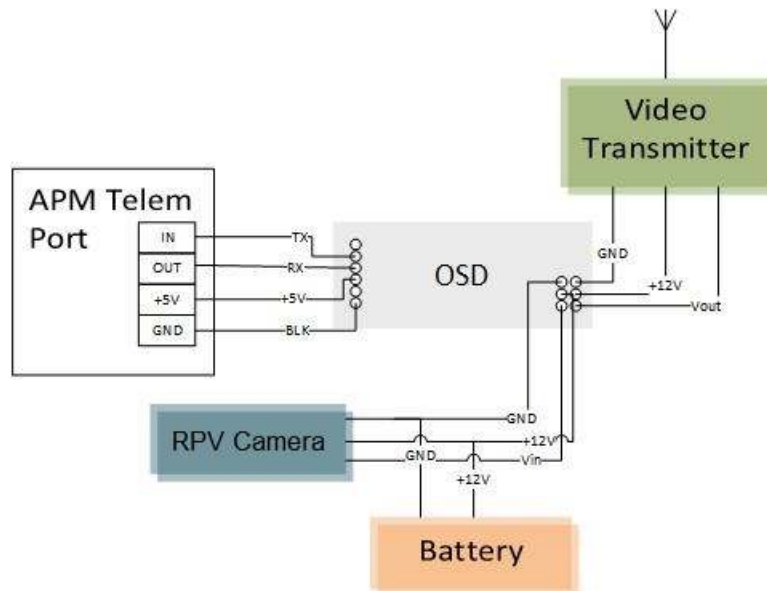 Video
Transmitter
APM Telem
Port
IN
OUT
+5V
GND
TX
RX
+5V
BLK
OSD
GND
+12V
Vout
RPV Camera
GND
+12V
Vin
GND
+12V
Battery